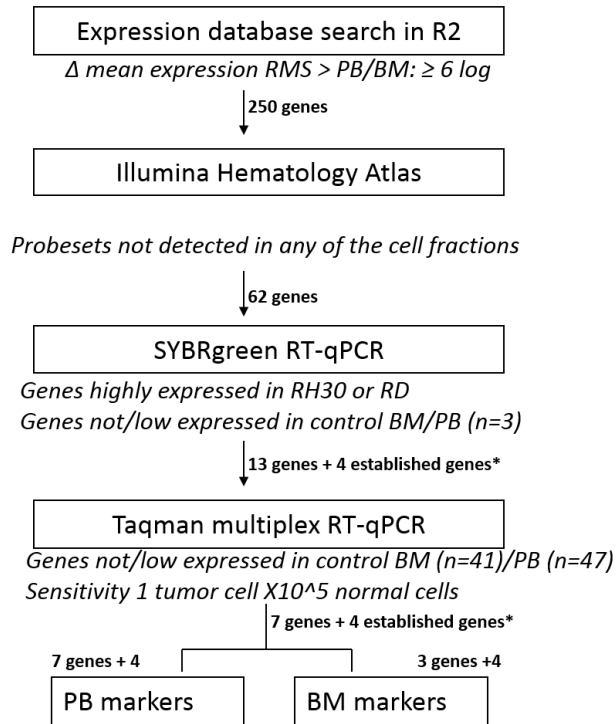 Expression database search in R2
Δ mean expression RMS > PB/BM: ≥ 6 log
250 genes
Illumina Hematology Atlas
Probesets not detected in any of the cell fractions
62 genes
SYBRgreen RT-qPCR
Genes highly expressed in RH30 or RD
Genes not/low expressed in control BM/PB (n=3)
13 genes + 4 established genes*
Taqman multiplex RT-qPCR
Genes not/low expressed in control BM (n=41)/PB (n=47)
Sensitivity 1 tumor cell X10^5 normal cells
7 genes + 4 established genes*
7 genes + 4
3 genes +4
PB markers
BM markers